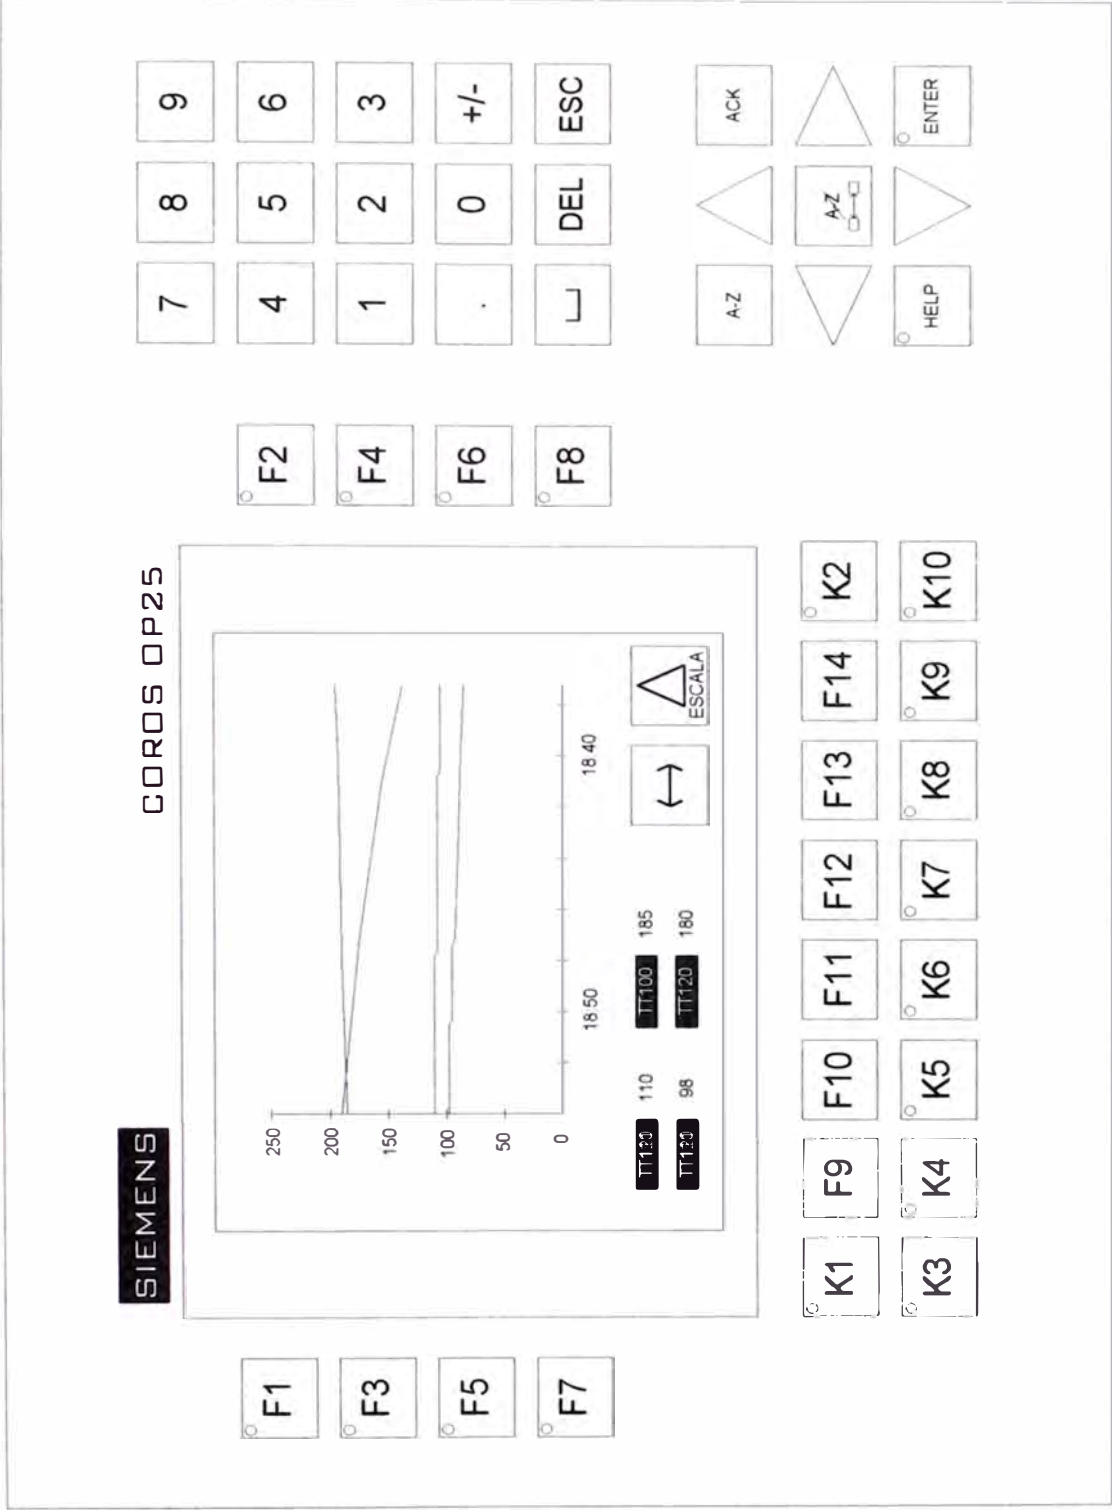 SIEMENS
COROS OP25
F1
F3
F5
F7
250
200
150
100
50
0
18:50
18:40
110
TT100 185
98
TT120 180
ESCALA
F2
F4
F6
F8
7 8 9
4 5 6
1 2 3
. 0 +/-
DEL ESC
A-Z ACK
A-Z
HELP ENTER
K1 F9 F10 F11 F12 F13 F14 K2
K3 K4 K5 K6 K7 K8 K9 K10